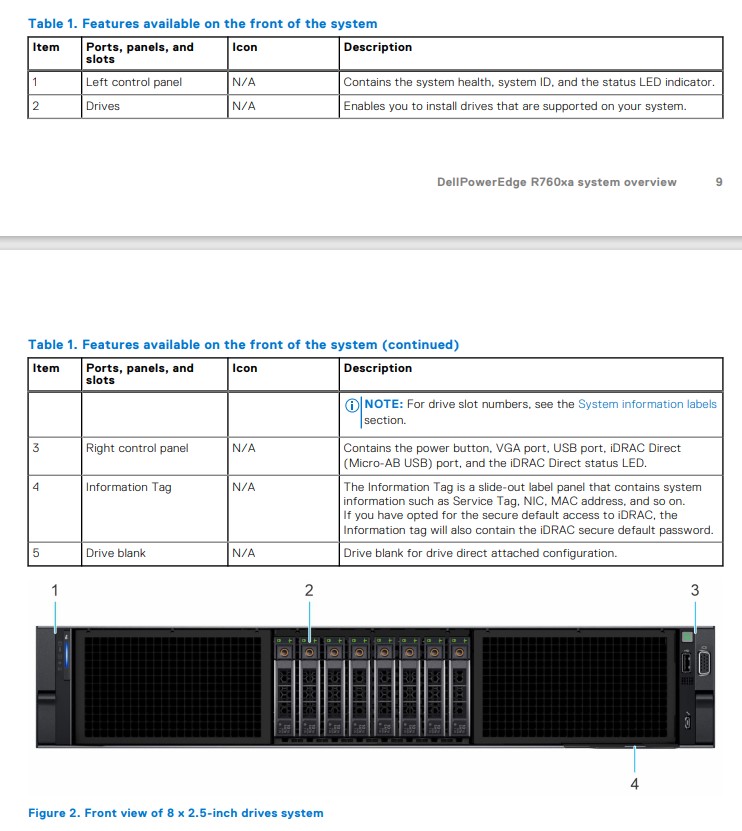 Table 1. Features available on the front of the system
Item Ports, panels, and slots Icon Description
1 Left control panel N/A Contains the system health, system ID, and the status LED indicator.
2 Drives N/A Enables you to install drives that are supported on your system.
DellPowerEdge R760xa system overview 9
Table 1. Features available on the front of the system (continued)
Item Ports, panels, and slots Icon Description
NOTE: For drive slot numbers, see the System information labels
section.
3 Right control panel N/A Contains the power button, VGA port, USB port, iDRAC Direct
(Micro-AB USB) port, and the iDRAC Direct status LED.
4 Information Tag N/A The Information Tag is a slide-out label panel that contains system
information such as Service Tag, NIC, MAC address, and so on.
If you have opted for the secure default access to iDRAC, the
Information tag will also contain the iDRAC secure default password.
5 Drive blank N/A Drive blank for drive direct attached configuration.
1 2 3
4
Figure 2. Front view of 8 x 2.5-inch drives system